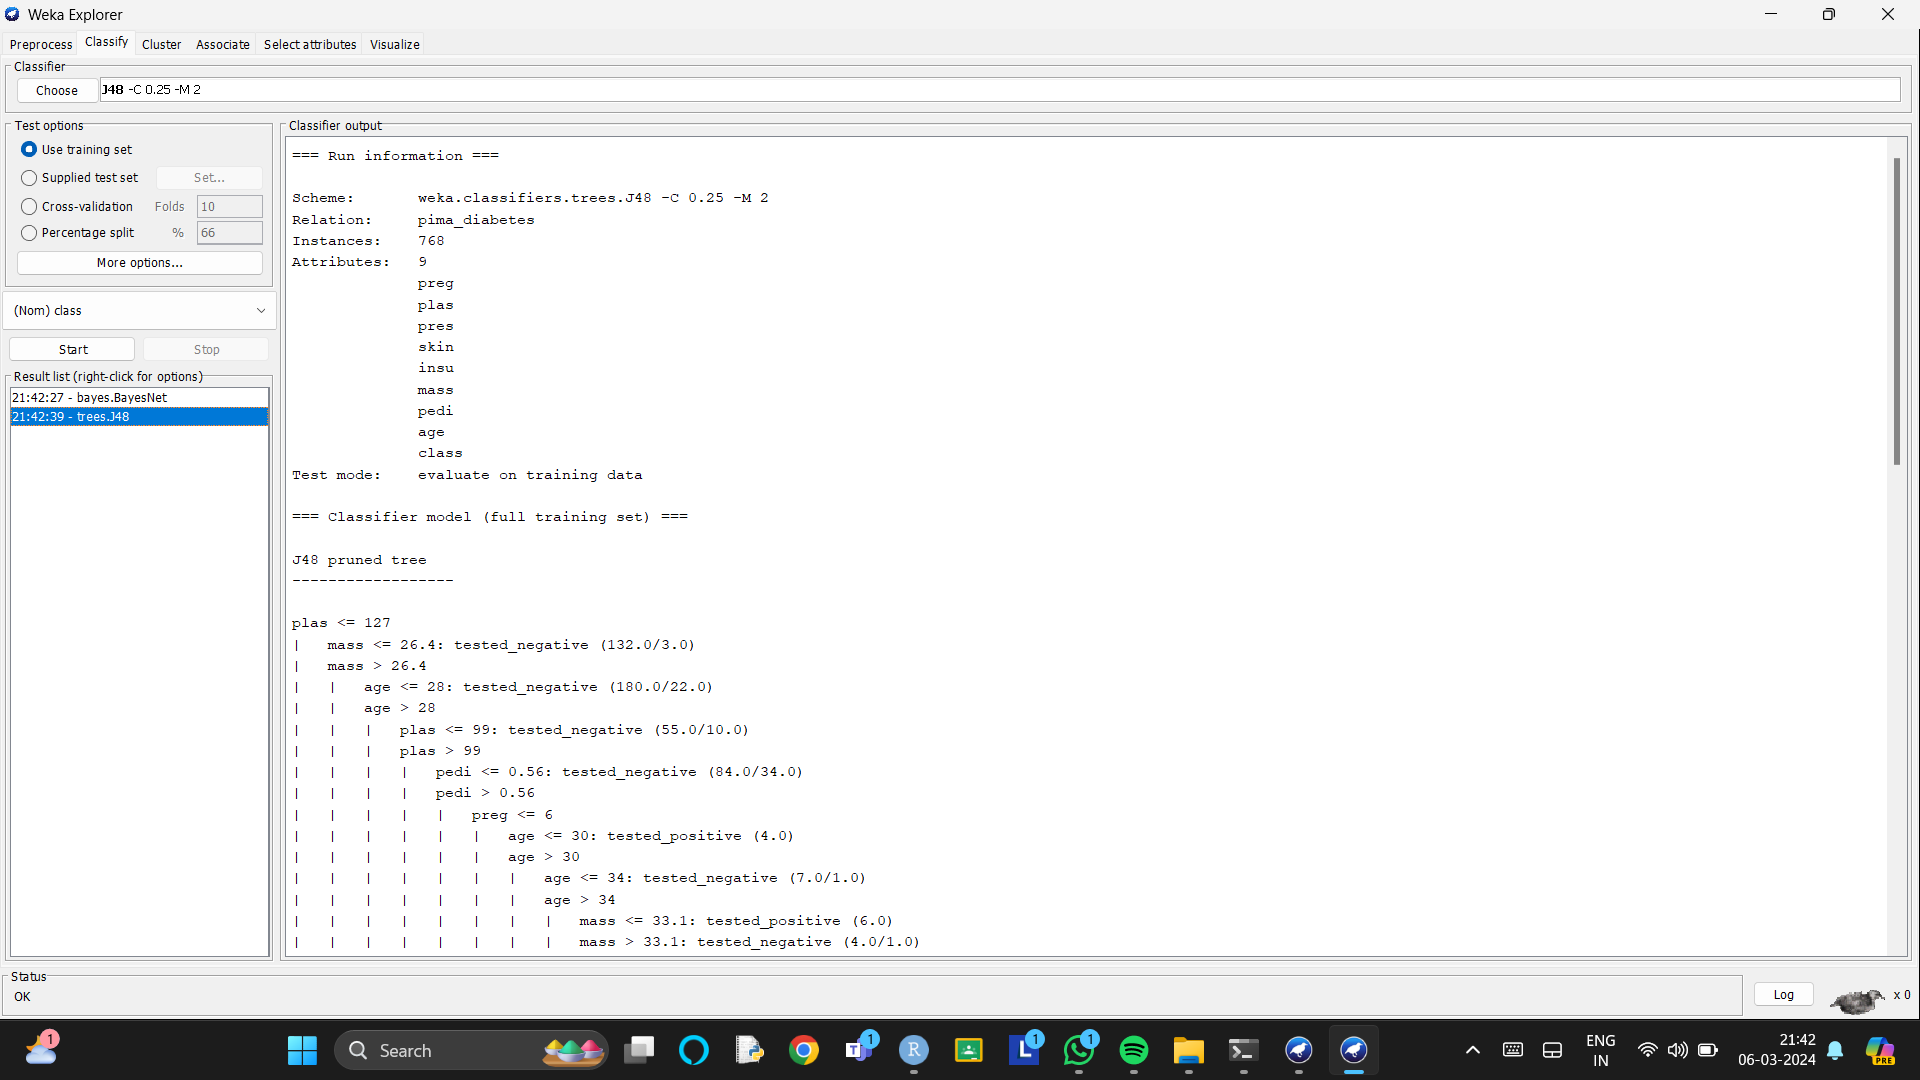 Weka Explorer
Preprocess Classify Cluster Associate Select attributes Visualize
Classifier
Choose J48 -C 0.25 -M 2
Test options
Use training set
Supplied test set Set...
Cross-validation Folds 10
Percentage split % 66
More options...
(Nom) class
Start Stop
Result list (right-click for options)
21:42:27 - bayes.BayesNet
21:42:39 - trees.J48
Classifier output
=== Run information ===
Scheme: weka.classifiers.trees.J48 -C 0.25 -M 2
Relation: pima_diabetes
Instances: 768
Attributes: 9
preg
plas
pres
skin
insu
mass
pedi
age
class
Test mode: evaluate on training data
=== Classifier model (full training set) ===
J48 pruned tree
------------------
plas <= 127
| mass <= 26.4: tested_negative (132.0/3.0)
| mass > 26.4
| | age <= 28: tested_negative (180.0/22.0)
| | age > 28
| | | plas <= 99: tested_negative (55.0/10.0)
| | | plas > 99
| | | | pedi <= 0.56: tested_negative (84.0/34.0)
| | | | pedi > 0.56
| | | | | preg <= 6
| | | | | | age <= 30: tested_positive (4.0)
| | | | | | age > 30
| | | | | | | age <= 34: tested_negative (7.0/1.0)
| | | | | | | age > 34
| | | | | | | | mass <= 33.1: tested_positive (6.0)
| | | | | | | | mass > 33.1: tested_negative (4.0/1.0)
Status
OK
Log x 0
1
Search
T 1
R
L 1
1
ENG
IN
21:42
06-03-2024
PRE